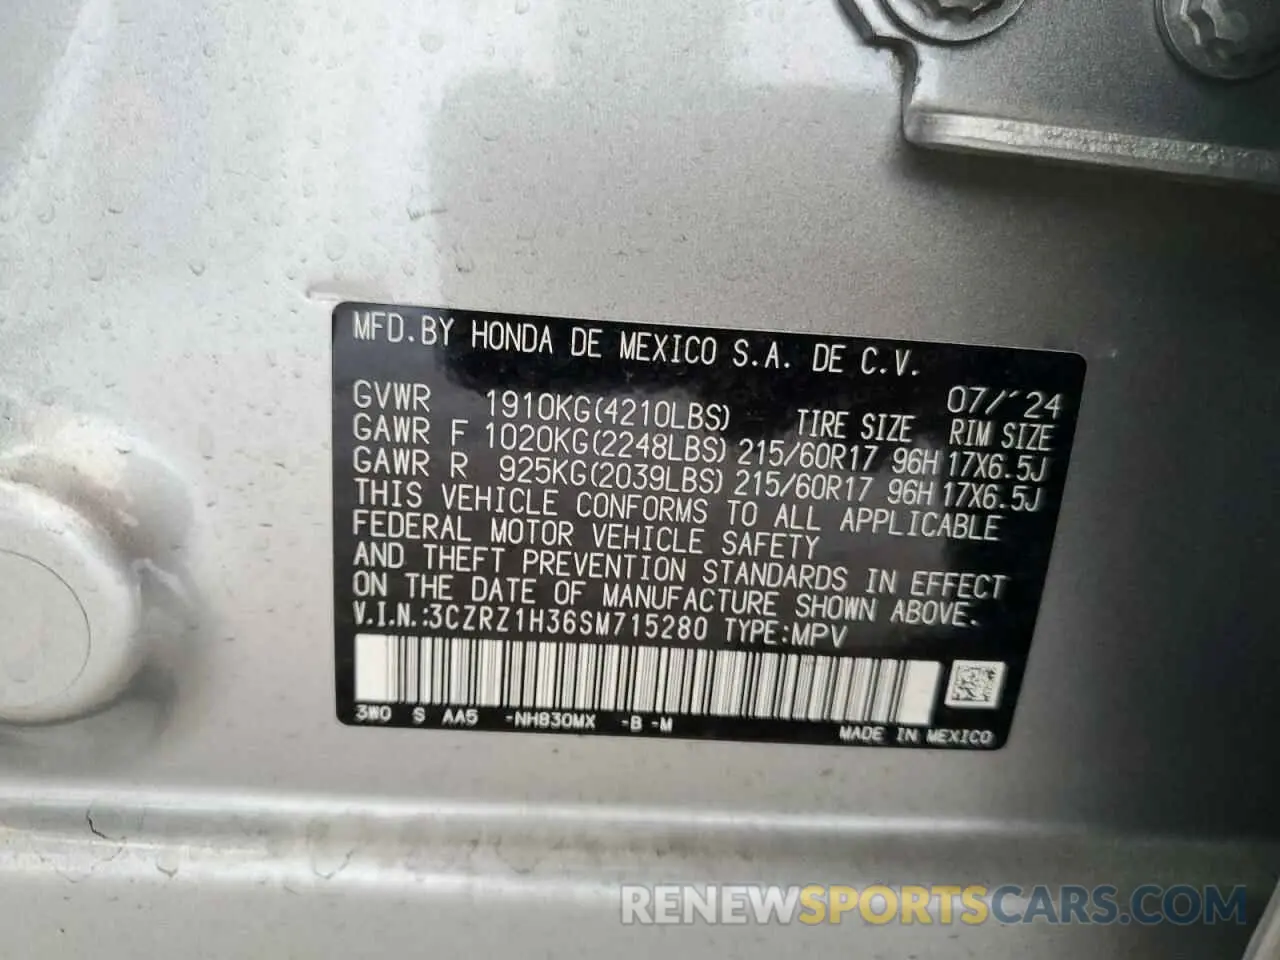 MFD.BY HONDA DE MEXICO S.A. DE C.V.
07/´24
GVWR 1910KG(4210LBS) TIRE SIZE RIM SIZE
GAWR F 1020KG(2248LBS) 215/60R17 96H 17X6.5J
GAWR R 925KG(2039LBS) 215/60R17 96H 17X6.5J
THIS VEHICLE CONFORMS TO ALL APPLICABLE
FEDERAL MOTOR VEHICLE SAFETY
AND THEFT PREVENTION STANDARDS IN EFFECT
ON THE DATE OF MANUFACTURE SHOWN ABOVE.
V.I.N.:3CZRZ1H36SM715280 TYPE:MPV
3W0 S AA5 -NH830MX -B -M
MADE IN MEXICO
RENEWSPORTSCARS.COM